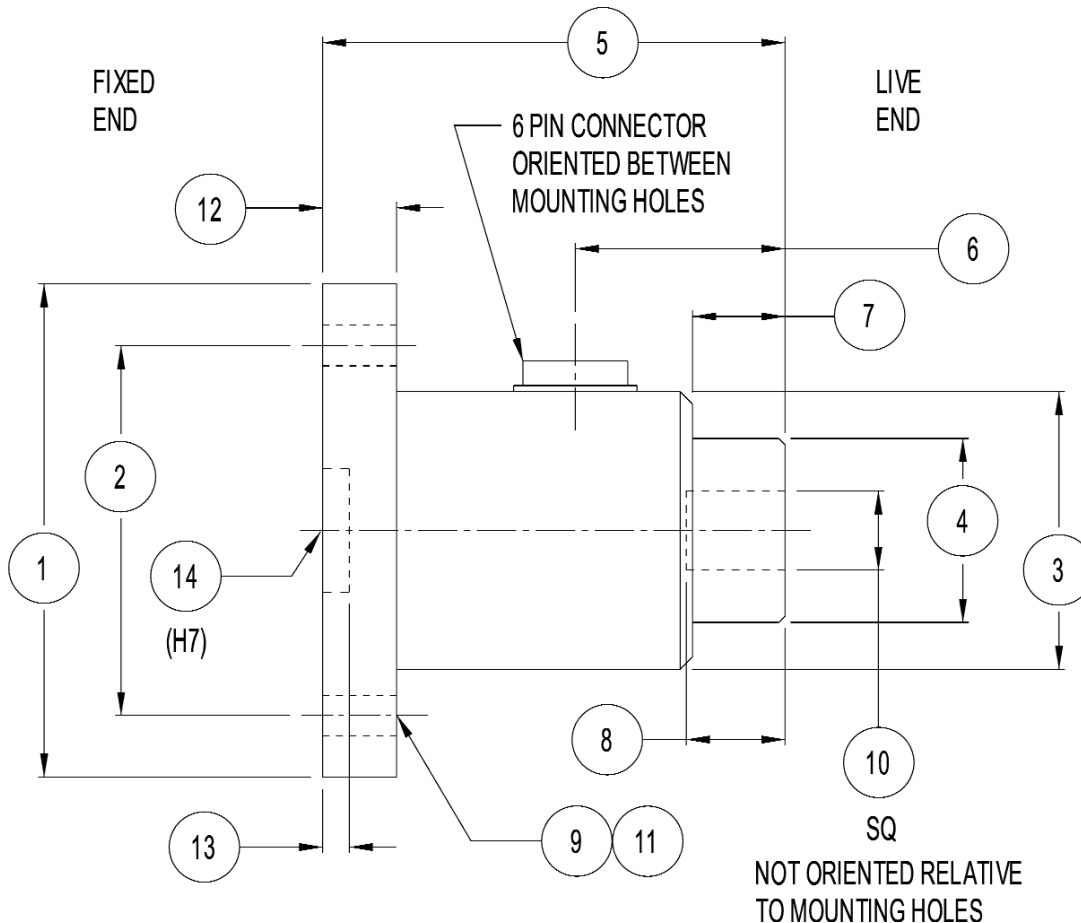 5
FIXED
END
LIVE
END
6 PIN CONNECTOR
ORIENTED BETWEEN
MOUNTING HOLES
12
6
7
2
4
1
14
3
(H7)
8
10
13
9
11
SQ
NOT ORIENTED RELATIVE
TO MOUNTING HOLES